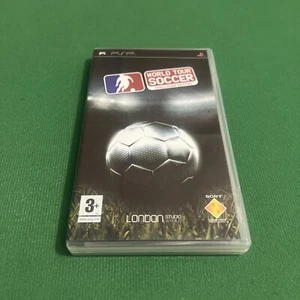 PSP
WORLD TOUR
SOCCER
3+
LONDON STUDIO
SONY